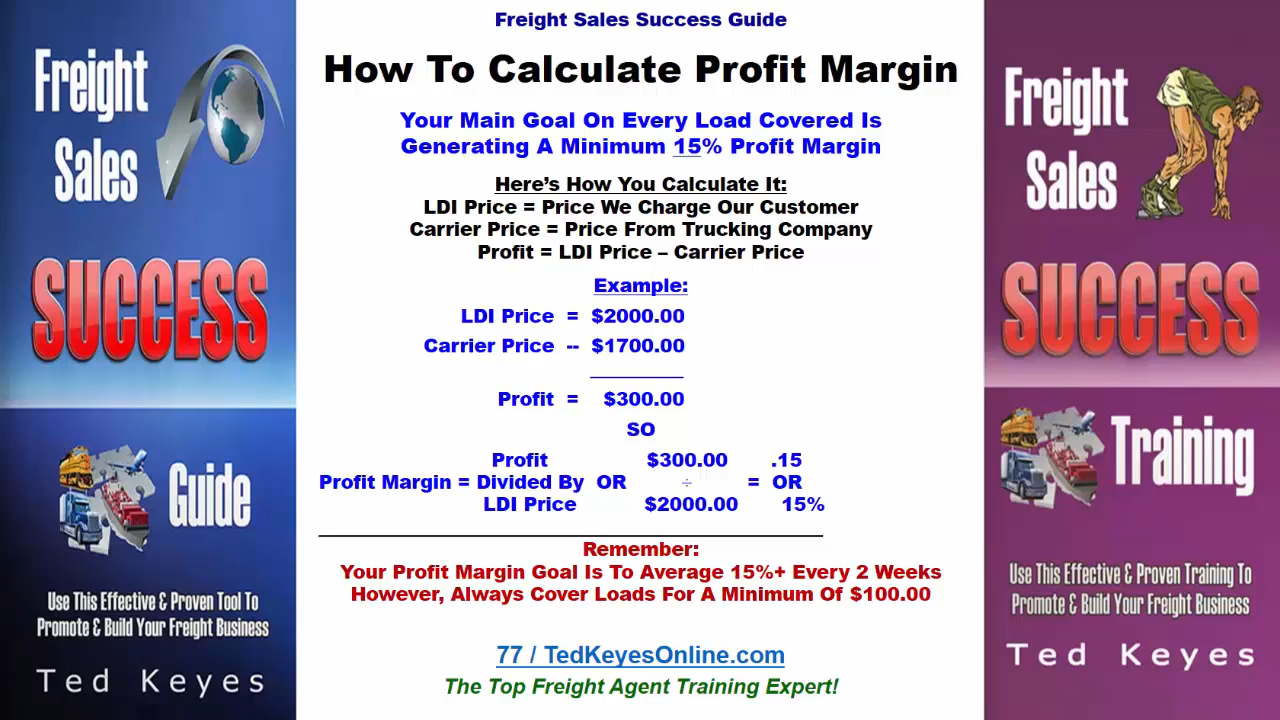 Freight Sales Success Guide
How To Calculate Profit Margin
Your Main Goal On Every Load Covered Is
Generating A Minimum 15% Profit Margin
Here's How You Calculate It:
LDI Price = Price We Charge Our Customer
Carrier Price = Price From Trucking Company
Profit = LDI Price – Carrier Price
Example:
LDI Price = $2000.00
Carrier Price -- $1700.00
Profit = $300.00
SO
Profit $300.00 .15
Profit Margin = Divided By OR ÷ = OR
LDI Price $2000.00 15%
Remember:
Your Profit Margin Goal Is To Average 15%+ Every 2 Weeks
However, Always Cover Loads For A Minimum Of $100.00
77 / TedKeyesOnline.com
The Top Freight Agent Training Expert!
Freight
Sales
SUCCESS
Guide
Use This Effective & Proven Tool To
Promote & Build Your Freight Business
Ted Keyes
Freight
Sales
SUCCESS
Training
Use This Effective & Proven Training To
Promote & Build Your Freight Business
Ted Keyes